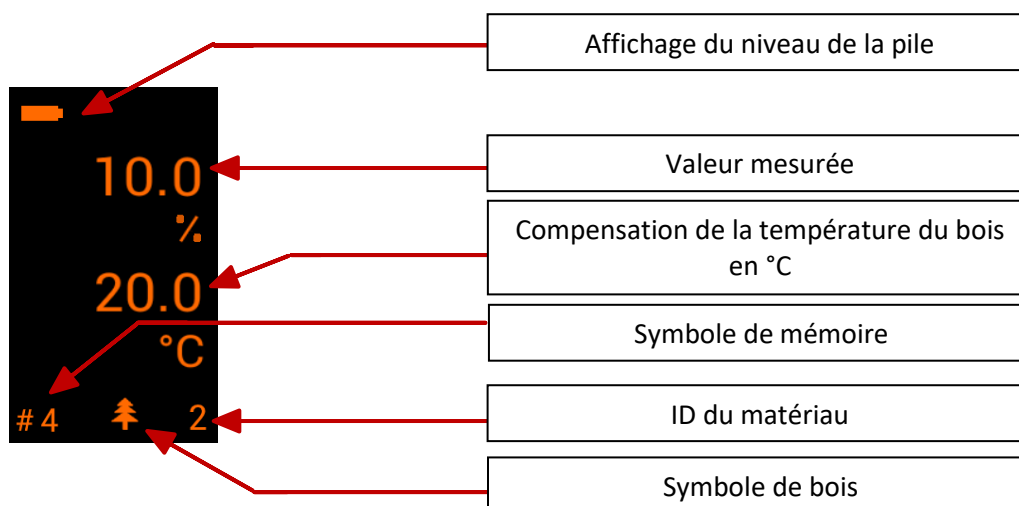 Affichage du niveau de la pile
10.0
Valeur mesurée
%
Compensation de la température du bois
en °C
20.0
Symbole de mémoire
°C
# 4
2
ID du matériau
Symbole de bois